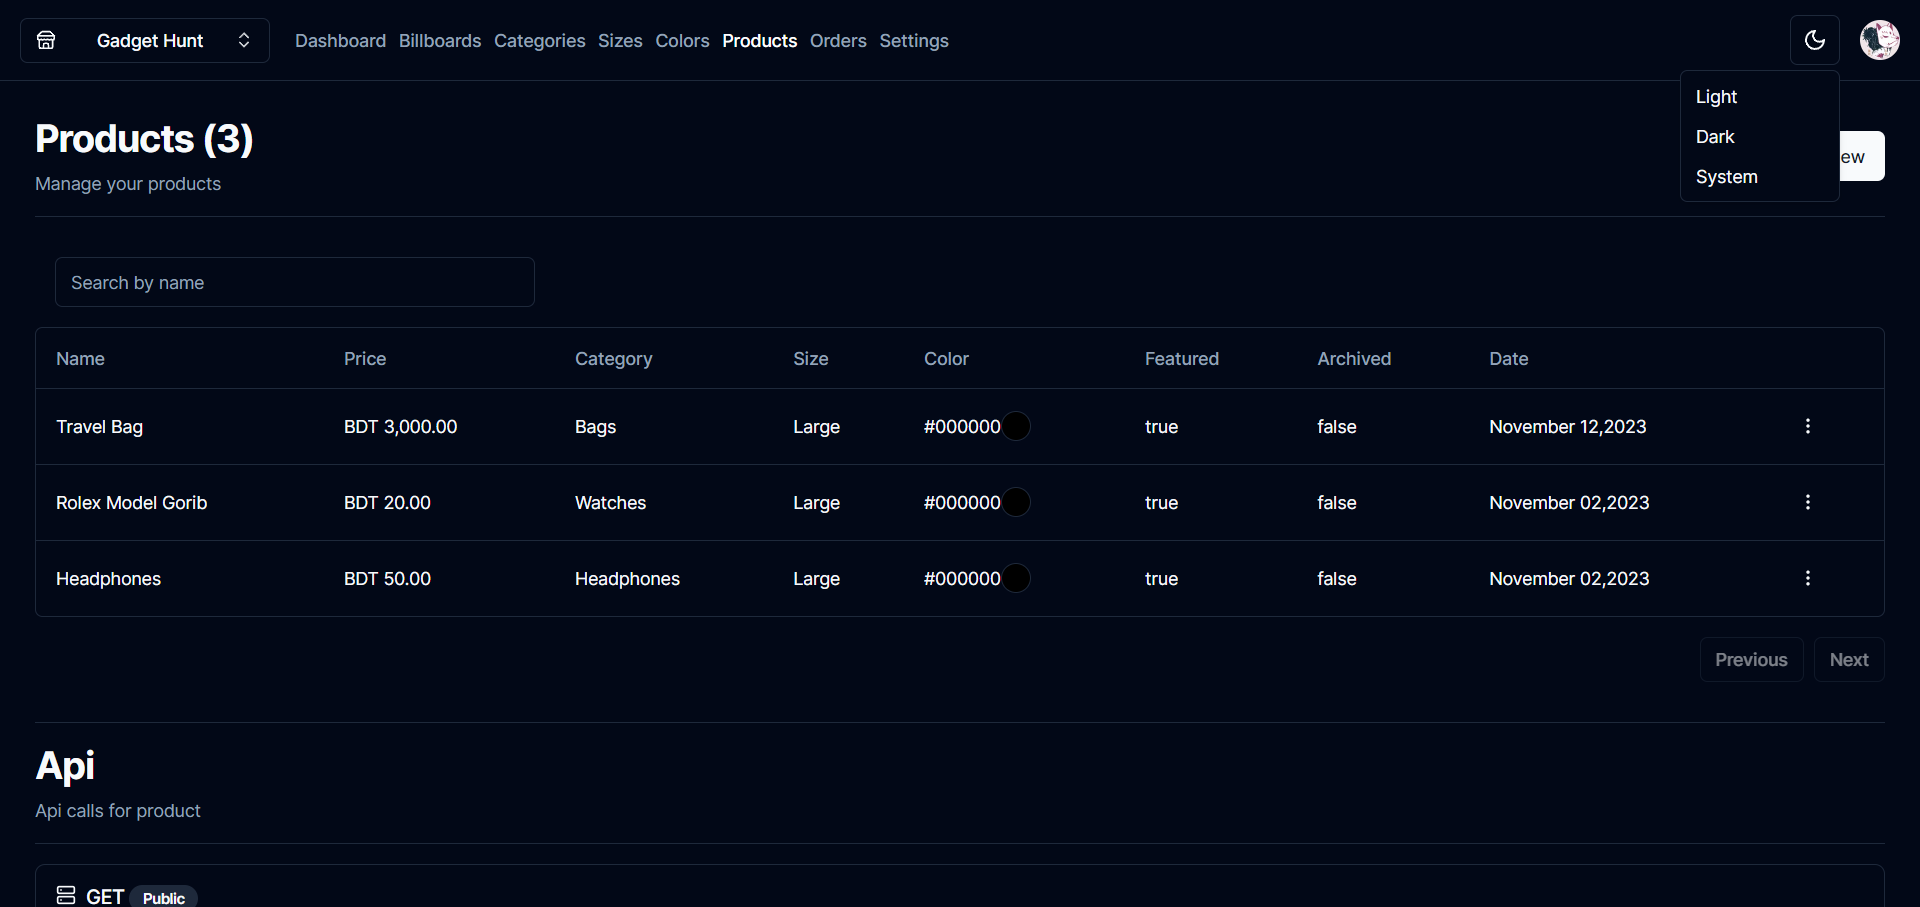 Gadget Hunt Dashboard Billboards Categories Sizes Colors Products Orders Settings
Light
Dark
System
Products (3)
Manage your products
ew
Search by name
Name Price Category Size Color Featured Archived Date
Travel Bag BDT 3,000.00 Bags Large #000000 true false November 12,2023
Rolex Model Gorib BDT 20.00 Watches Large #000000 true false November 02,2023
Headphones BDT 50.00 Headphones Large #000000 true false November 02,2023
Previous Next
Api
Api calls for product
GET Public